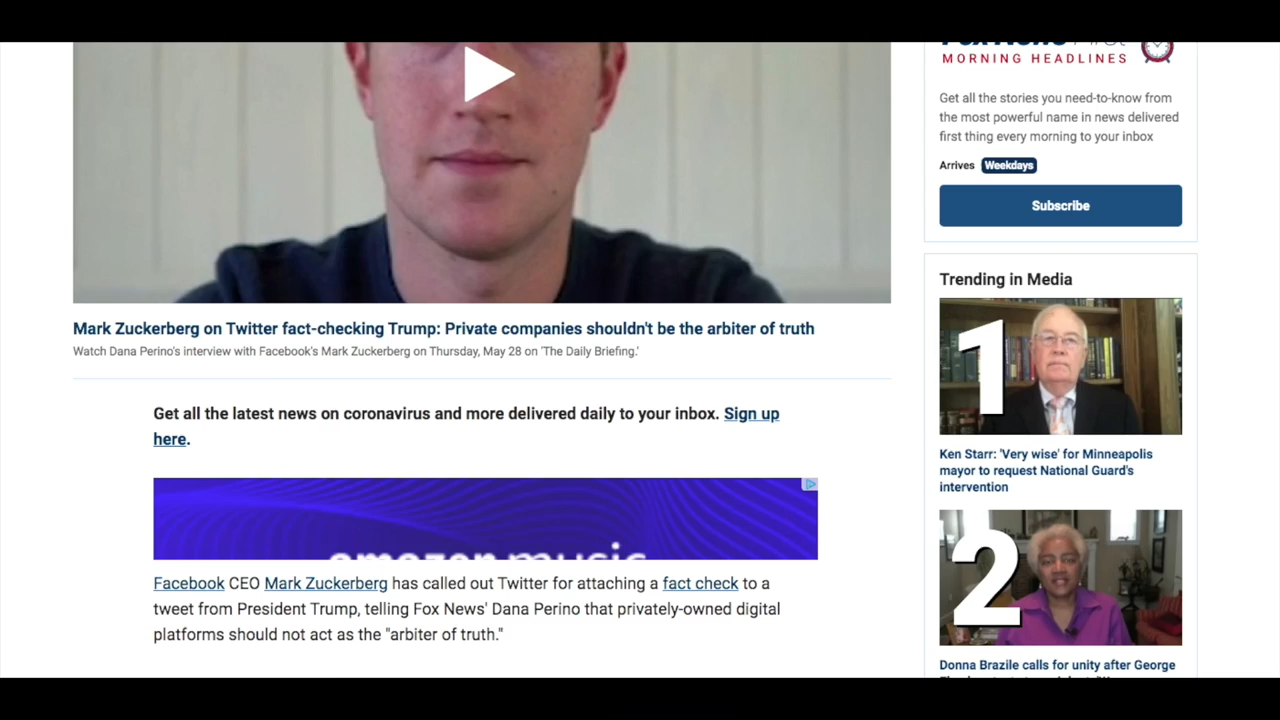 Fox News First
MORNING HEADLINES
Get all the stories you need-to-know from
the most powerful name in news delivered
first thing every morning to your inbox
Arrives Weekdays
Subscribe
Mark Zuckerberg on Twitter fact-checking Trump: Private companies shouldn't be the arbiter of truth
Watch Dana Perino's interview with Facebook's Mark Zuckerberg on Thursday, May 28 on 'The Daily Briefing.'
Get all the latest news on coronavirus and more delivered daily to your inbox. Sign up
here.
amazon music
Facebook CEO Mark Zuckerberg has called out Twitter for attaching a fact check to a
tweet from President Trump, telling Fox News' Dana Perino that privately-owned digital
platforms should not act as the "arbiter of truth."
Trending in Media
1
Ken Starr: 'Very wise' for Minneapolis
mayor to request National Guard's
intervention
2
Donna Brazile calls for unity after George